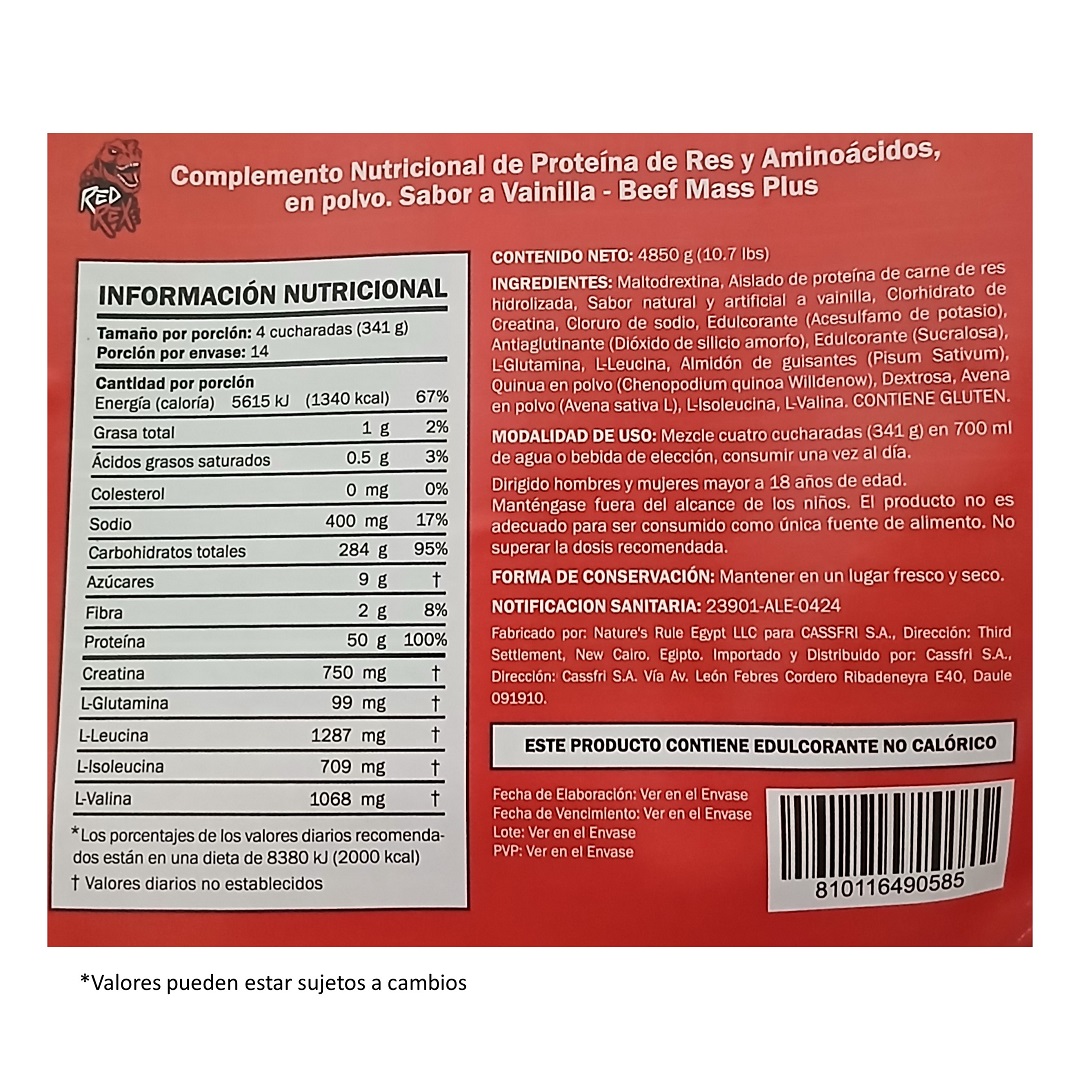 RED
REX
Complemento Nutricional de Proteína de Res y Aminoácidos,
en polvo. Sabor a Vainilla - Beef Mass Plus
INFORMACIÓN NUTRICIONAL
Tamaño por porción: 4 cucharadas (341 g)
Porción por envase: 14
Cantidad por porción
Energía (caloría) 5615 kJ (1340 kcal) 67%
Grasa total 1 g 2%
Ácidos grasos saturados 0.5 g 3%
Colesterol 0 mg 0%
Sodio 400 mg 17%
Carbohidratos totales 284 g 95%
Azúcares 9 g †
Fibra 2 g 8%
Proteína 50 g 100%
Creatina 750 mg †
L-Glutamina 99 mg †
L-Leucina 1287 mg †
L-Isoleucina 709 mg †
L-Valina 1068 mg †
*Los porcentajes de los valores diarios recomenda-
dos están en una dieta de 8380 kJ (2000 kcal)
† Valores diarios no establecidos
CONTENIDO NETO: 4850 g (10.7 lbs)
INGREDIENTES: Maltodrextina, Aislado de proteína de carne de res
hidrolizada, Sabor natural y artificial a vainilla, Clorhidrato de
Creatina, Cloruro de sodio, Edulcorante (Acesulfamo de potasio),
Antiaglutinante (Dióxido de silicio amorfo), Edulcorante (Sucralosa),
L-Glutamina, L-Leucina, Almidón de guisantes (Pisum Sativum),
Quinua en polvo (Chenopodium quinoa Willdenow), Dextrosa, Avena
en polvo (Avena sativa L), L-Isoleucina, L-Valina. CONTIENE GLUTEN.
MODALIDAD DE USO: Mezcle cuatro cucharadas (341 g) en 700 ml
de agua o bebida de elección, consumir una vez al día.
Dirigido hombres y mujeres mayor a 18 años de edad.
Manténgase fuera del alcance de los niños. El producto no es
adecuado para ser consumido como única fuente de alimento. No
superar la dosis recomendada.
FORMA DE CONSERVACIÓN: Mantener en un lugar fresco y seco.
NOTIFICACION SANITARIA: 23901-ALE-0424
Fabricado por: Nature's Rule Egypt LLC para CASSFRI S.A., Dirección: Third
Settlement, New Cairo. Egipto. Importado y Distribuido por: Cassfri S.A.,
Dirección: Cassfri S.A. Vía Av. León Febres Cordero Ribadeneyra E40, Daule
091910.
ESTE PRODUCTO CONTIENE EDULCORANTE NO CALÓRICO
Fecha de Elaboración: Ver en el Envase
Fecha de Vencimiento: Ver en el Envase
Lote: Ver en el Envase
PVP: Ver en el Envase
810116490585
*Valores pueden estar sujetos a cambios